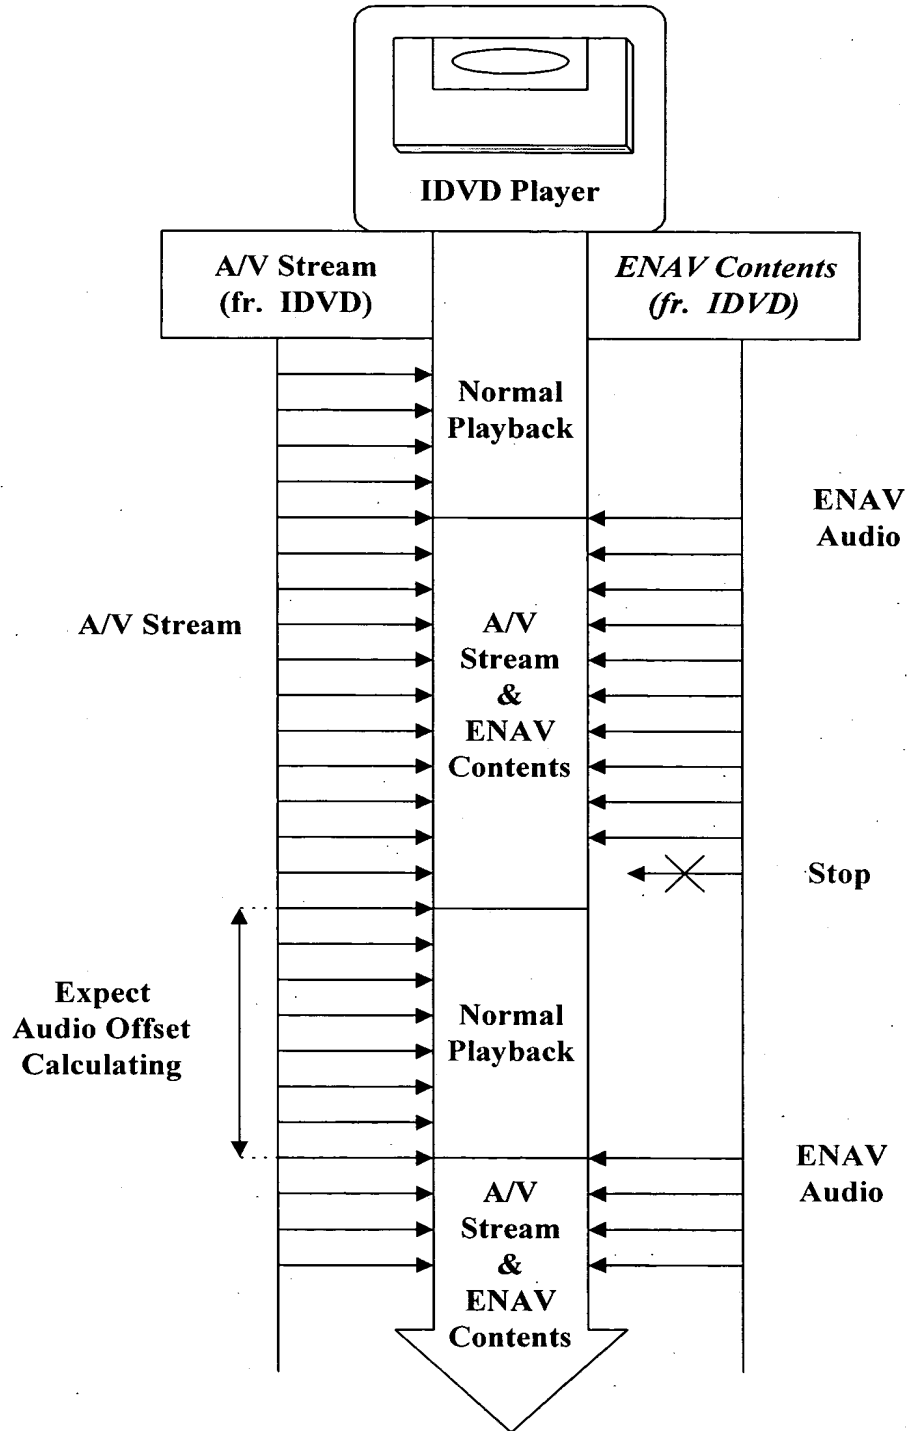 IDVD Player
A/V Stream
(fr. IDVD)
ENAV Contents
(fr. IDVD)
Normal
Playback
ENAV
Audio
A/V Stream
A/V
Stream
&
ENAV
Contents
Stop
Expect
Audio Offset
Calculating
Normal
Playback
ENAV
Audio
A/V
Stream
&
ENAV
Contents